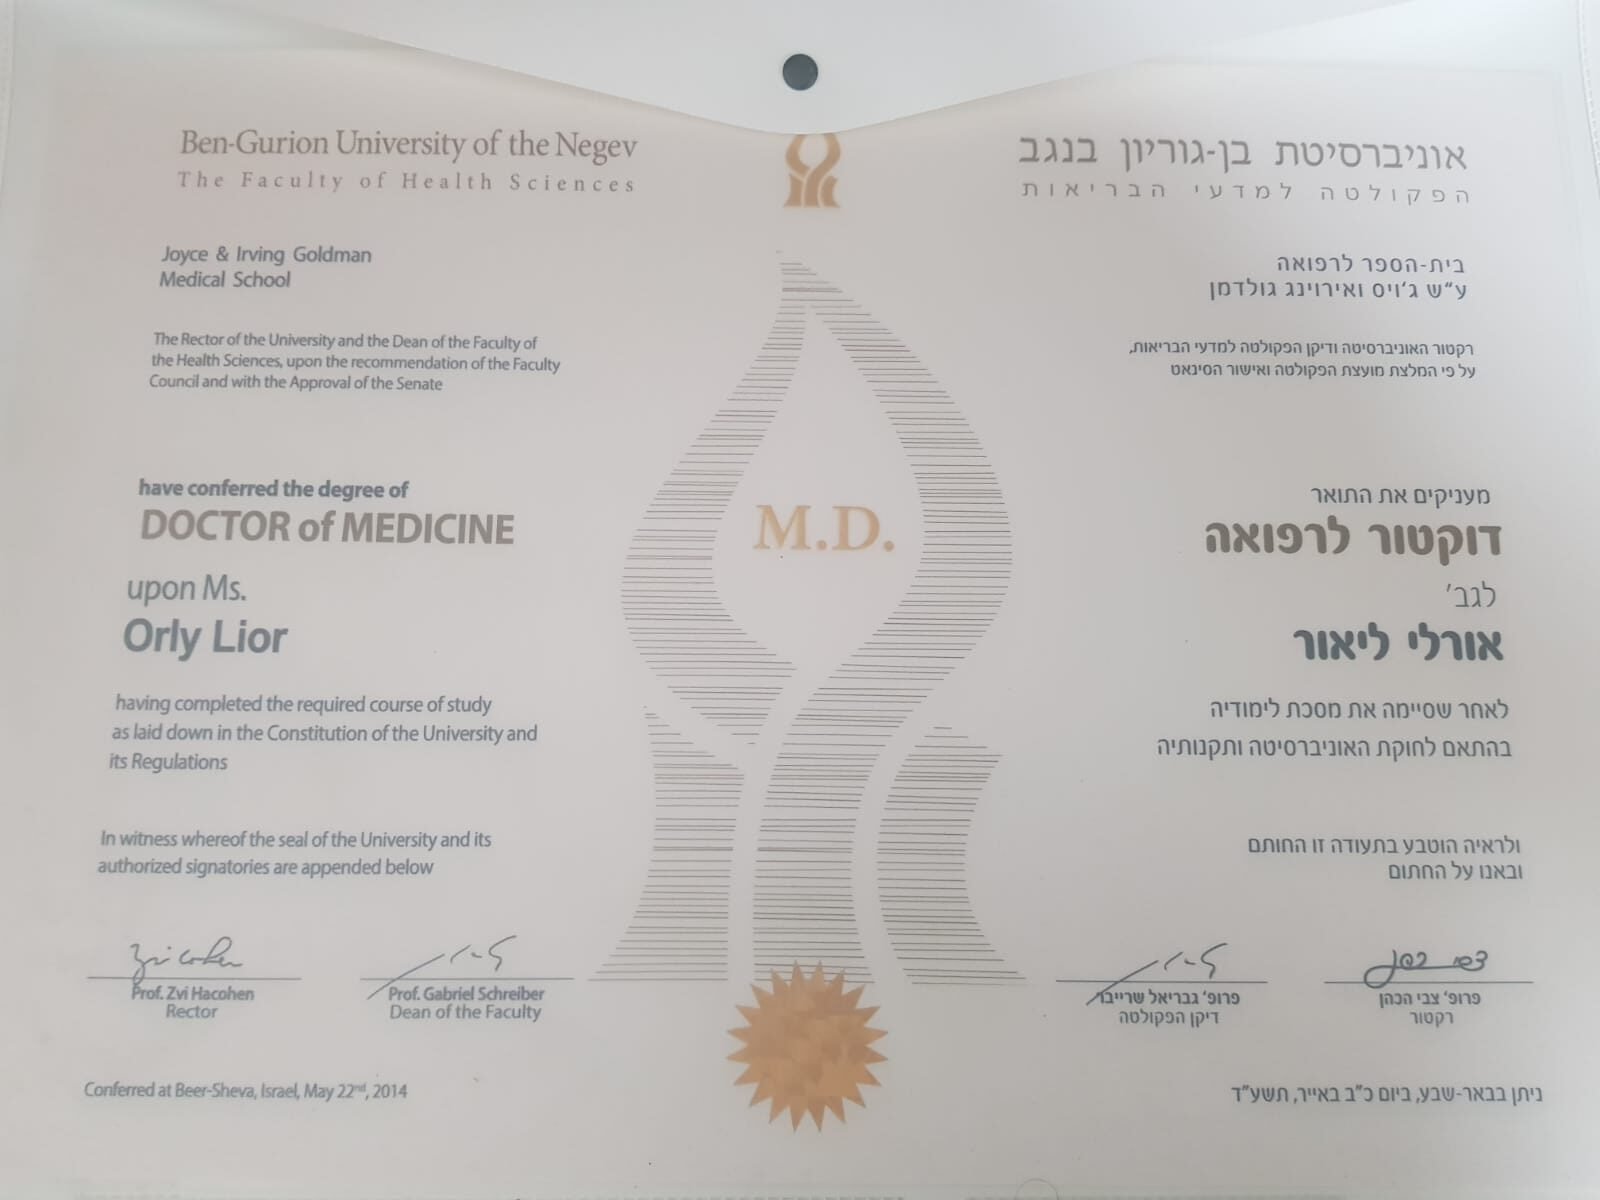 Ben-Gurion University of the Negev
The Faculty of Health Sciences
Joyce & Irving Goldman
Medical School
The Rector of the University and the Dean of the Faculty of
the Health Sciences, upon the recommendation of the Faculty
Council and with the Approval of the Senate
have conferred the degree of
DOCTOR of MEDICINE
upon Ms.
Orly Lior
having completed the required course of study
as laid down in the Constitution of the University and
its Regulations
In witness whereof the seal of the University and its
authorized signatories are appended below
Zvi Cohen
Prof. Zvi Hacohen
Rector
Prof. Gabriel Schreiber
Dean of the Faculty
Conferred at Beer-Sheva, Israel, May 22nd, 2014
M.D.
אוניברסיטת בן-גוריון בנגב
הפקולטה למדעי הבריאות
בית-הספר לרפואה
ע״ש ג׳ויס ואירוינג גולדמן
רקטור האוניברסיטה ודיקן הפקולטה למדעי הבריאות,
על פי המלצת מועצת הפקולטה ואישור הסינאט
מעניקים את התואר
דוקטור לרפואה
לגב׳
אורלי ליאור
לאחר שסיימה את מסכת לימודיה
בהתאם לחוקת האוניברסיטה ותקנותיה
ולראיה הוטבע בתעודה זו החותם
ובאנו על החתום
פרופ׳ צבי הכהן
רקטור
פרופ׳ גבריאל שרייבר
דיקן הפקולטה
ניתן בבאר-שבע, ביום כ״ב באייר, תשע״ד